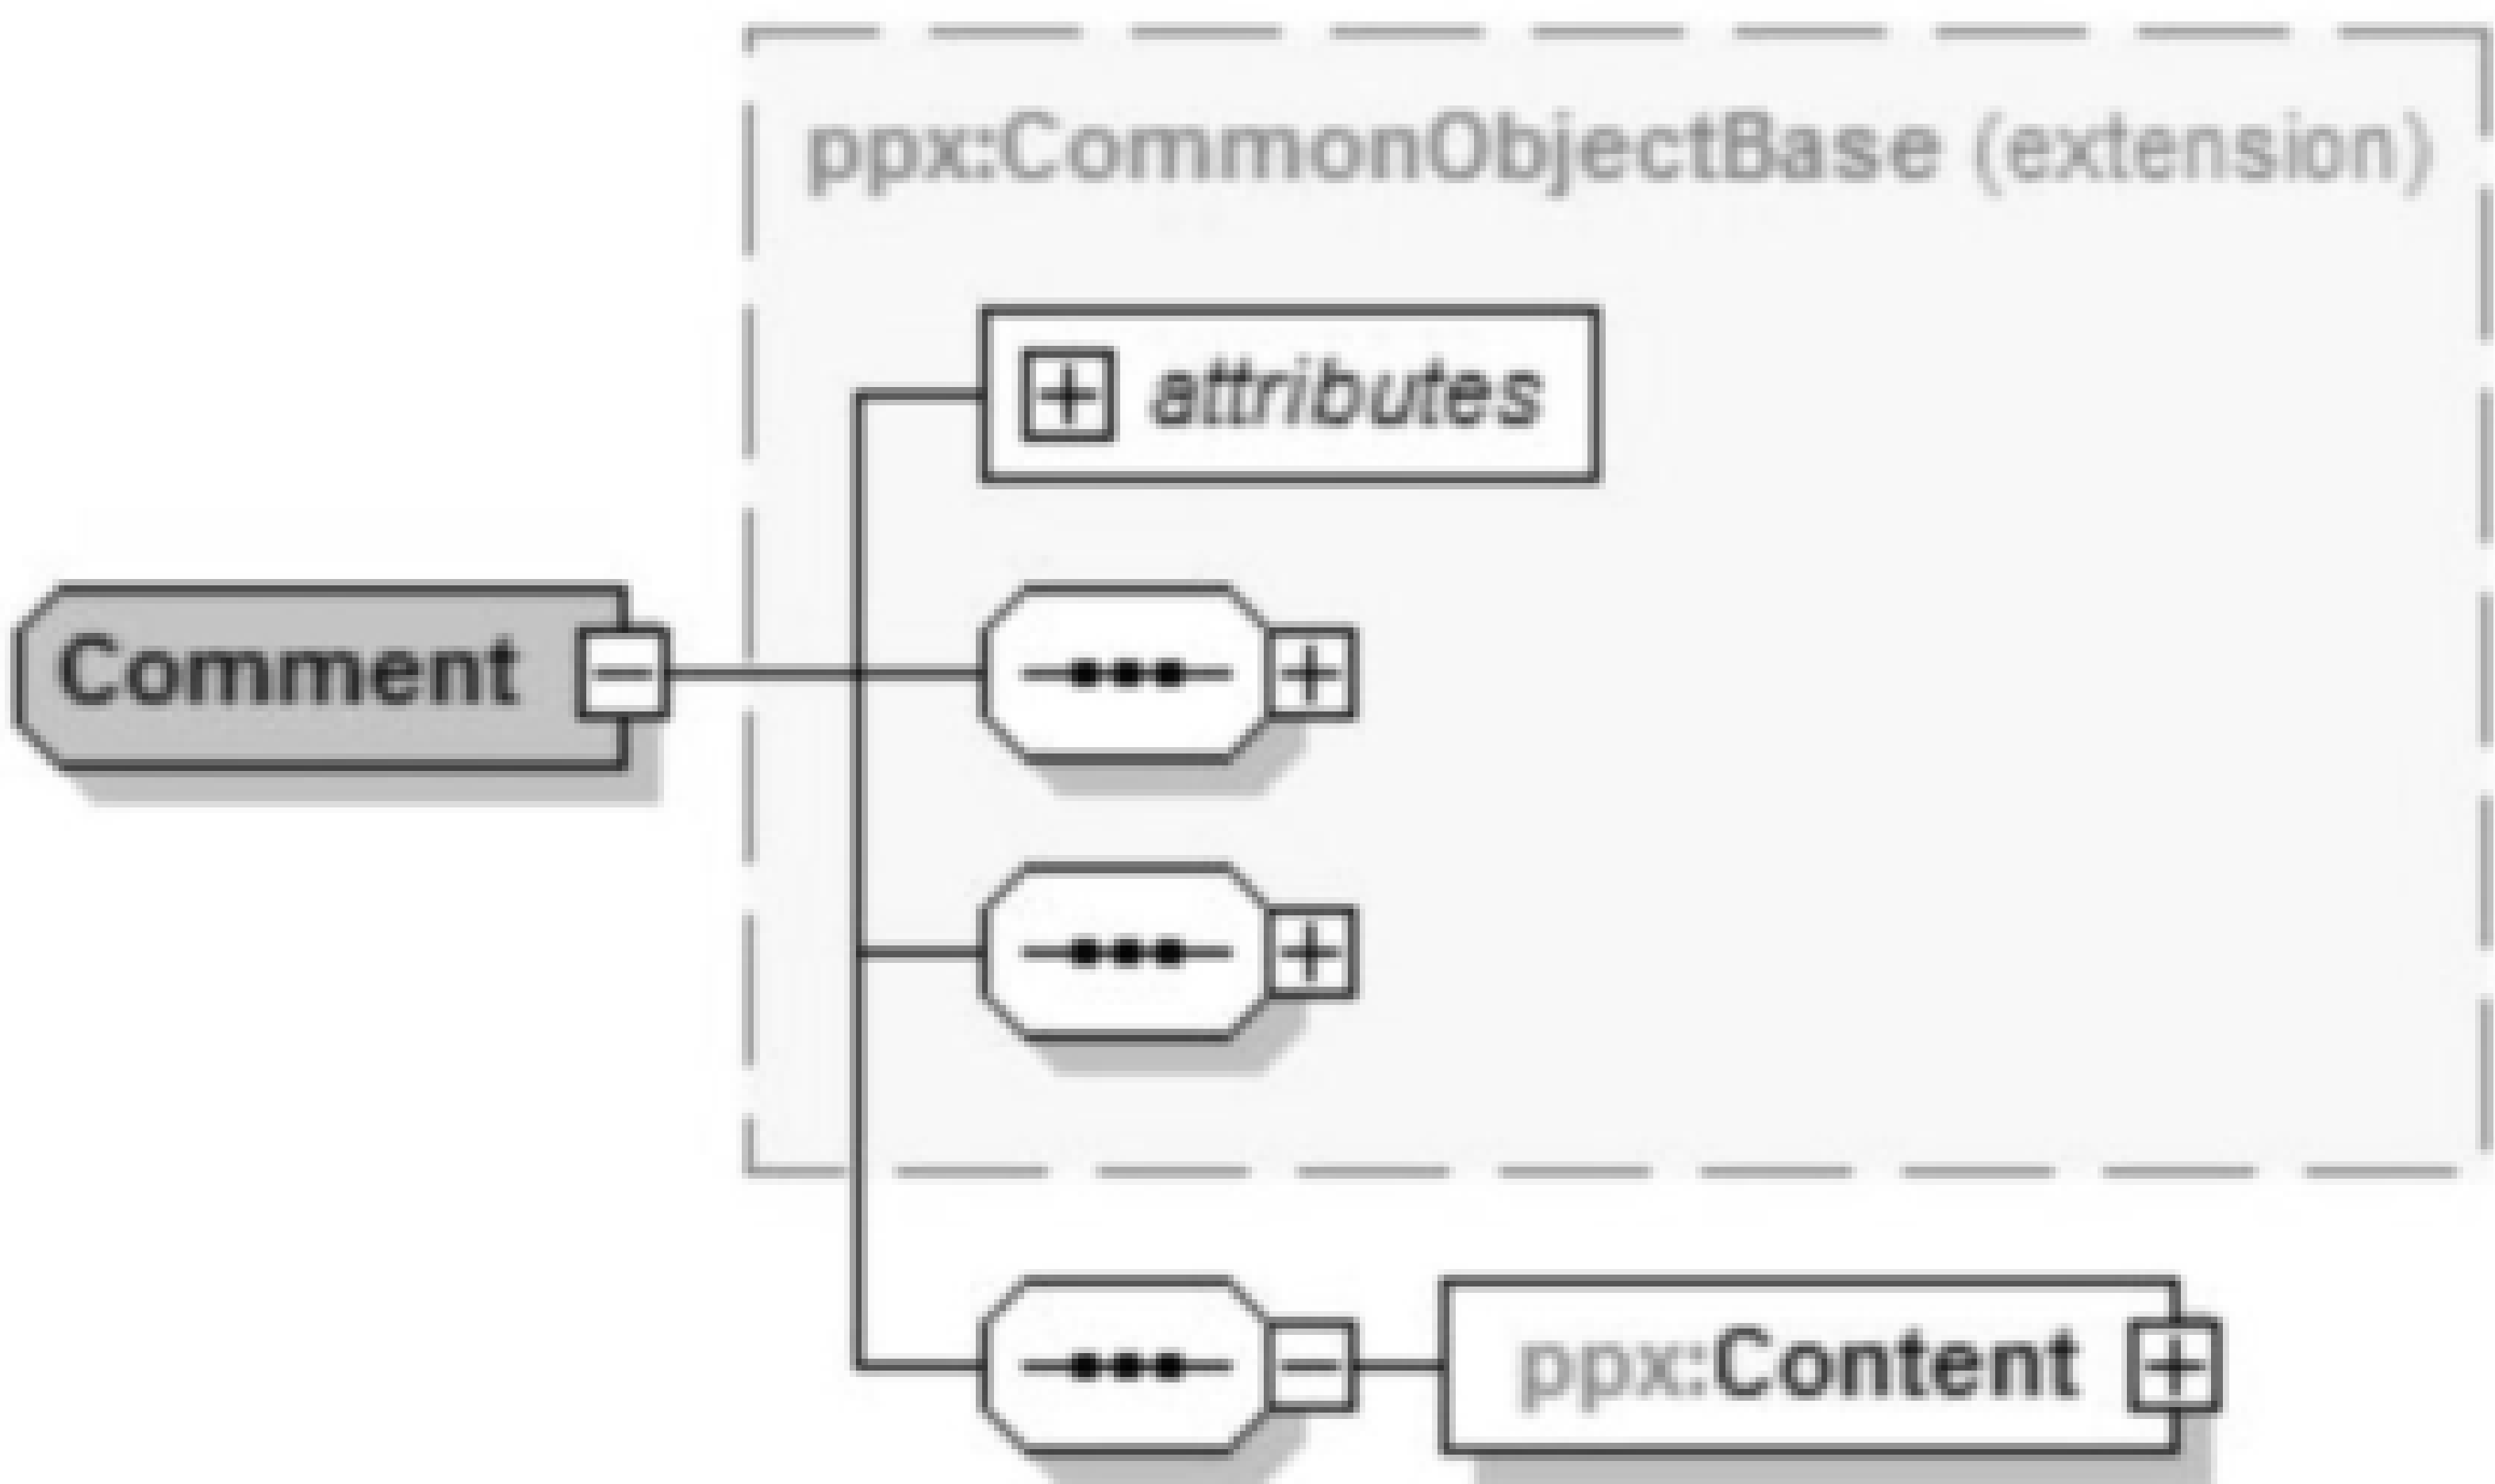 ppx:CommonObjectBase (extension)
attributes
Comment
ppx:Content